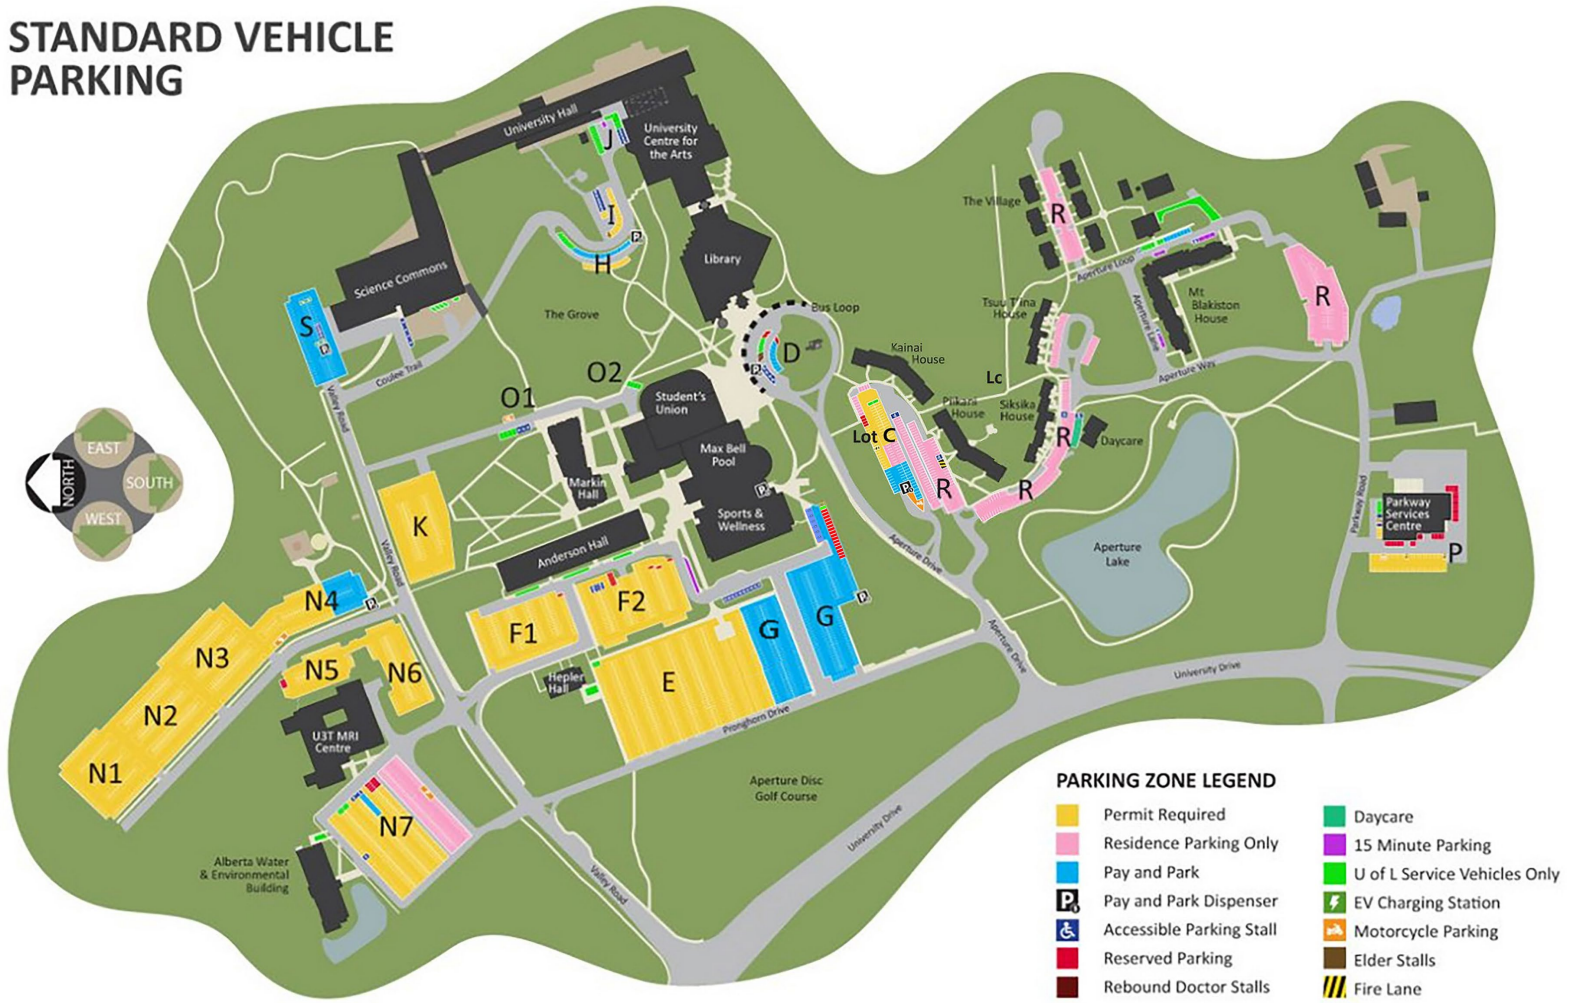 STANDARD VEHICLE
PARKING
University Hall
J
University
Centre for
the Arts
I
H
Library
Science Commons
S
The Grove
Coulee Trail
Valley Road
O1
O2
Student's
Union
Bus Loop
D
Max Bell
Pool
Sports &
Wellness
Markin
Hall
Anderson Hall
K
Valley Road
The Village
R
Aperture Loop
Tsuu T'ina
House
Aperture Lane
Mt
Blakiston
House
R
Aperture Way
Kainai
House
Lc
Piikani
House
Siksika
House
R
Daycare
Lot C
R
R
Aperture Drive
Aperture
Lake
Parkway Road
Parkway
Services
Centre
P
EAST
NORTH
SOUTH
WEST
N4
N3
N5
N6
N2
N1
U3T MRI
Centre
N7
F1
F2
G
G
E
Hepler
Hall
Pronghorn Drive
Aperture Drive
University Drive
Aperture Disc
Golf Course
University Drive
Valley Road
Alberta Water
& Environmental
Building
PARKING ZONE LEGEND
Permit Required
Residence Parking Only
Pay and Park
Pay and Park Dispenser
Accessible Parking Stall
Reserved Parking
Rebound Doctor Stalls
Daycare
15 Minute Parking
U of L Service Vehicles Only
EV Charging Station
Motorcycle Parking
Elder Stalls
Fire Lane